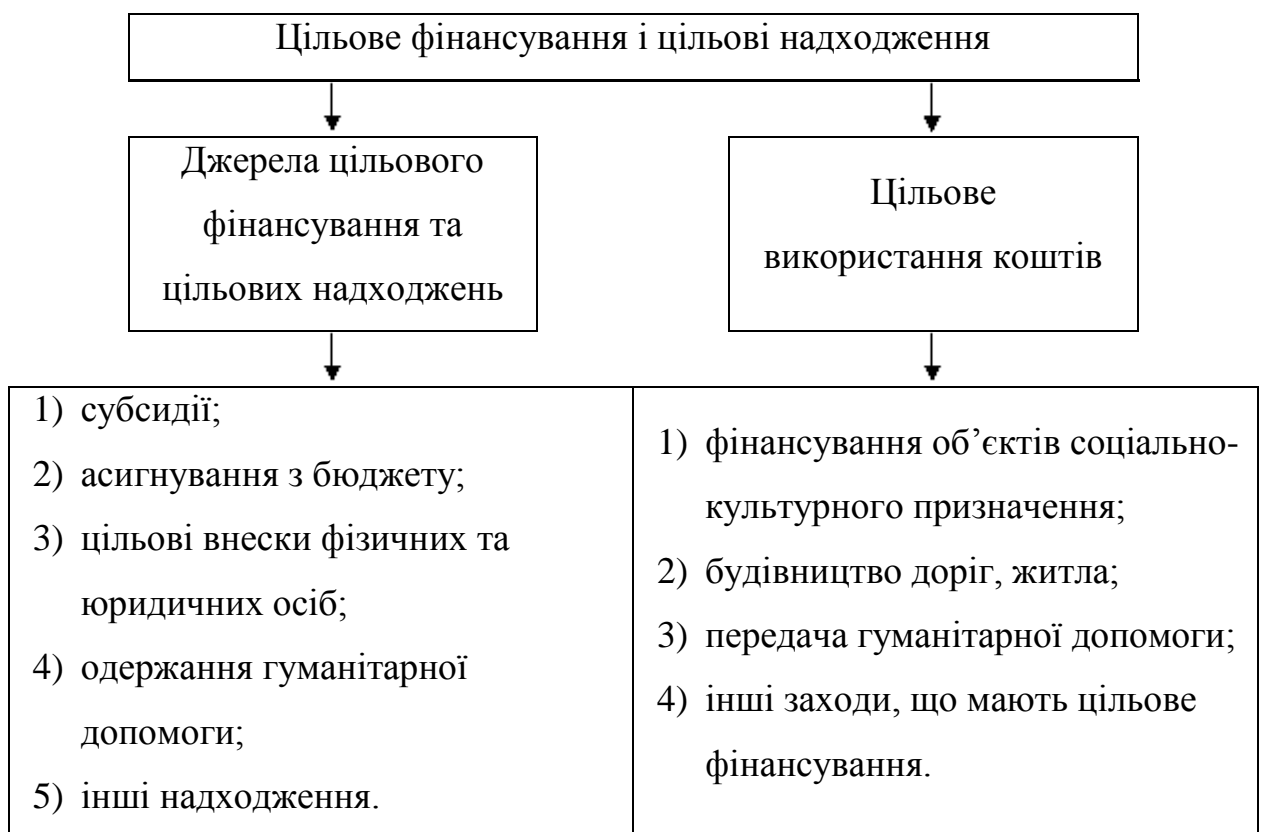 Цільове фінансування і цільові надходження
Джерела цільового
фінансування та
цільових надходжень
Цільове
використання коштів
1) субсидії;
2) асигнування з бюджету;
3) цільові внески фізичних та
юридичних осіб;
4) одержання гуманітарної
допомоги;
5) інші надходження.
1) фінансування об’єктів соціально-
культурного призначення;
2) будівництво доріг, житла;
3) передача гуманітарної допомоги;
4) інші заходи, що мають цільове
фінансування.